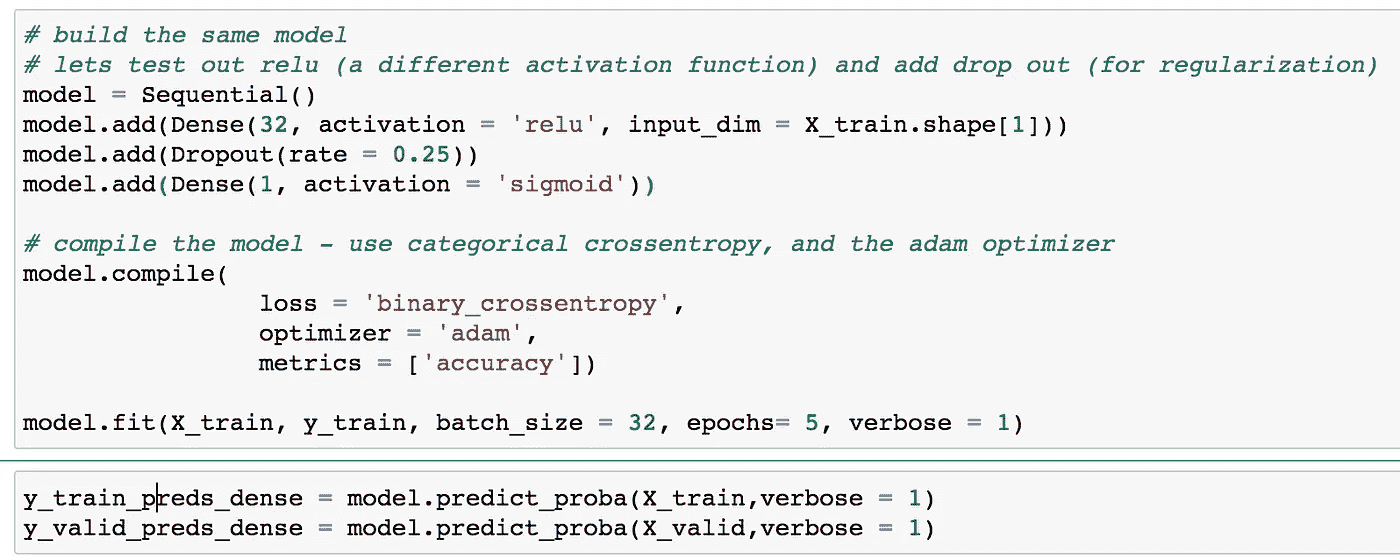 # build the same model
# lets test out relu (a different activation function) and add drop out (for regularization)
model = Sequential()
model.add(Dense(32, activation = 'relu', input_dim = X_train.shape[1]))
model.add(Dropout(rate = 0.25))
model.add(Dense(1, activation = 'sigmoid'))
# compile the model - use categorical crossentropy, and the adam optimizer
model.compile(
loss = 'binary_crossentropy',
optimizer = 'adam',
metrics = ['accuracy'])
model.fit(X_train, y_train, batch_size = 32, epochs= 5, verbose = 1)
y_train_preds_dense = model.predict_proba(X_train,verbose = 1)
y_valid_preds_dense = model.predict_proba(X_valid,verbose = 1)